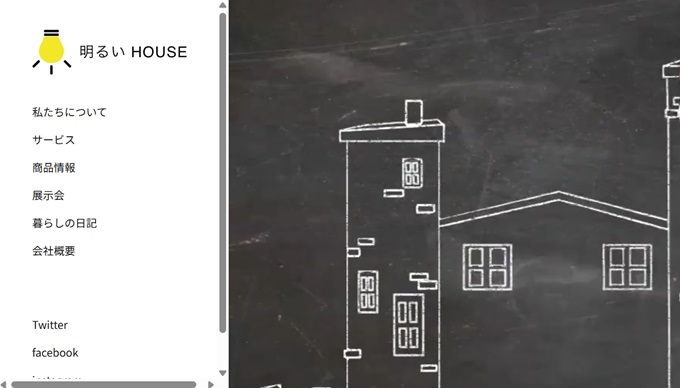 明るい HOUSE
私たちについて
サービス
商品情報
展示会
暮らしの日記
会社概要
Twitter
facebook